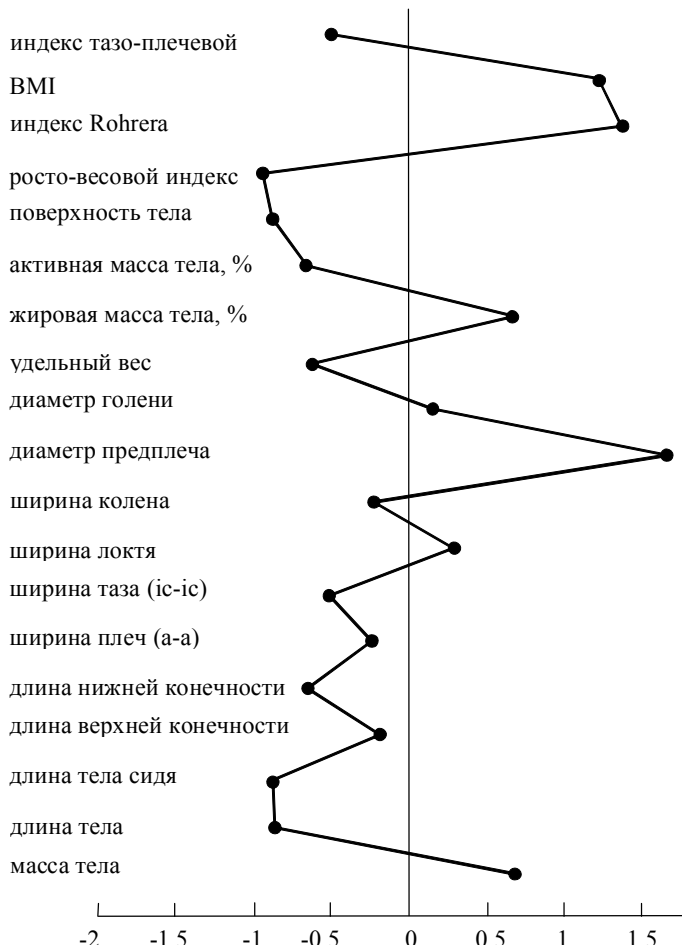 индекс тазо-плечевой
BMI
индекс Rohrera
росто-весовой индекс
поверхность тела
активная масса тела, %
жировая масса тела, %
удельный вес
диаметр голени
диаметр предплеча
ширина колена
ширина локтя
ширина таза (ic-ic)
ширина плеч (a-a)
длина нижней конечности
длина верхней конечности
длина тела сидя
длина тела
масса тела
-2 -1.5 -1 -0.5 0 0.5 1 1.5